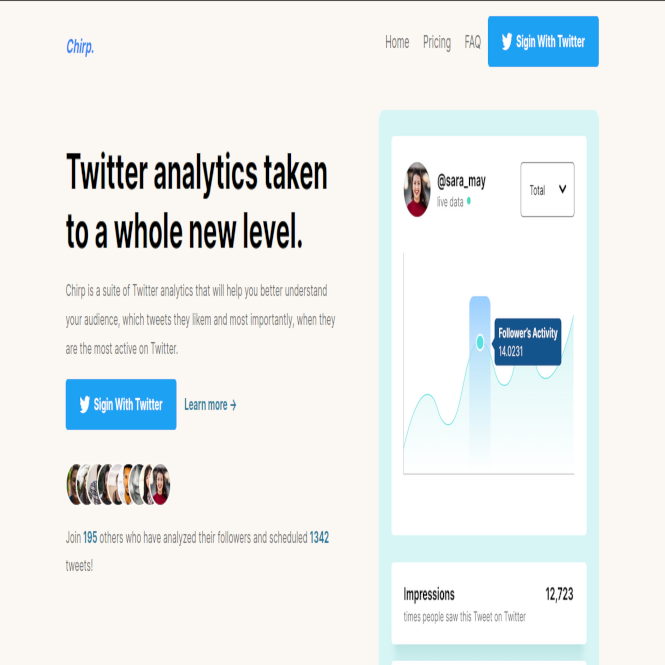 Chirp.
Home Pricing FAQ Sigin With Twitter
Twitter analytics taken
to a whole new level.
Chirp is a suite of Twitter analytics that will help you better understand
your audience, which tweets they likem and most importantly, when they
are the most active on Twitter.
Sigin With Twitter Learn more →
Join 195 others who have analyzed their followers and scheduled 1342
tweets!
@sara_may
live data
Total
Follower's Activity
14.0231
Impressions 12,723
times people saw this Tweet on Twitter